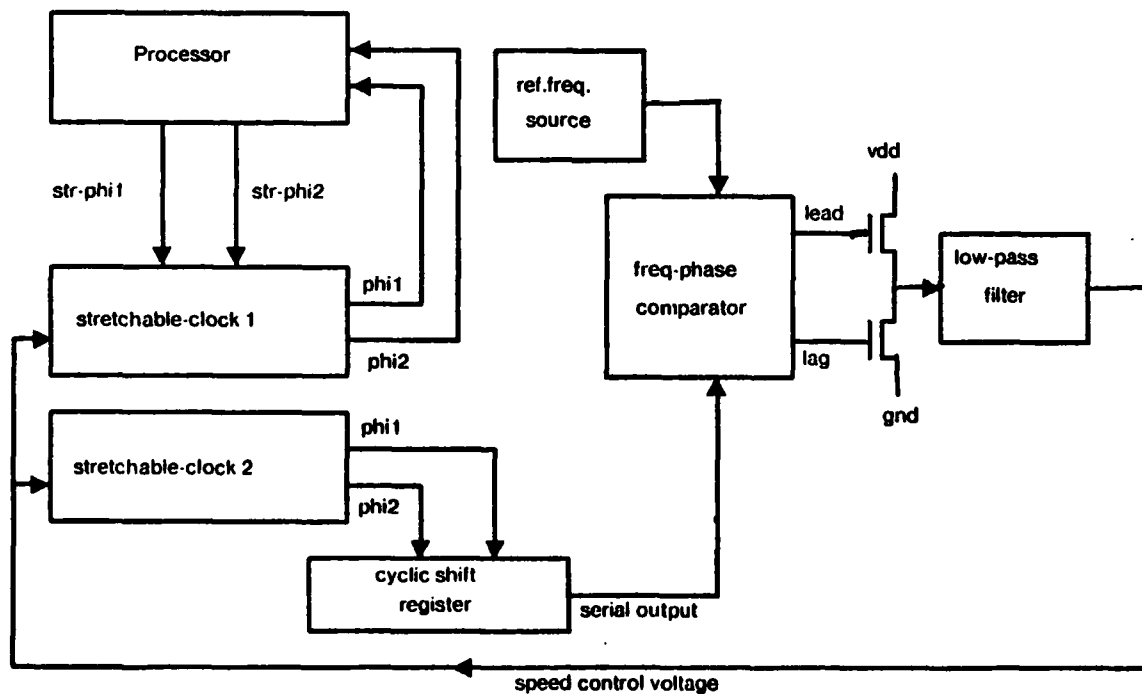 Processor
ref.freq.
source
str-phi1
str-phi2
vdd
lead
freq-phase
comparator
low-pass
filter
lag
gnd
stretchable-clock 1
phi1
phi2
stretchable-clock 2
phi1
phi2
cyclic shift
register
serial output
speed control voltage